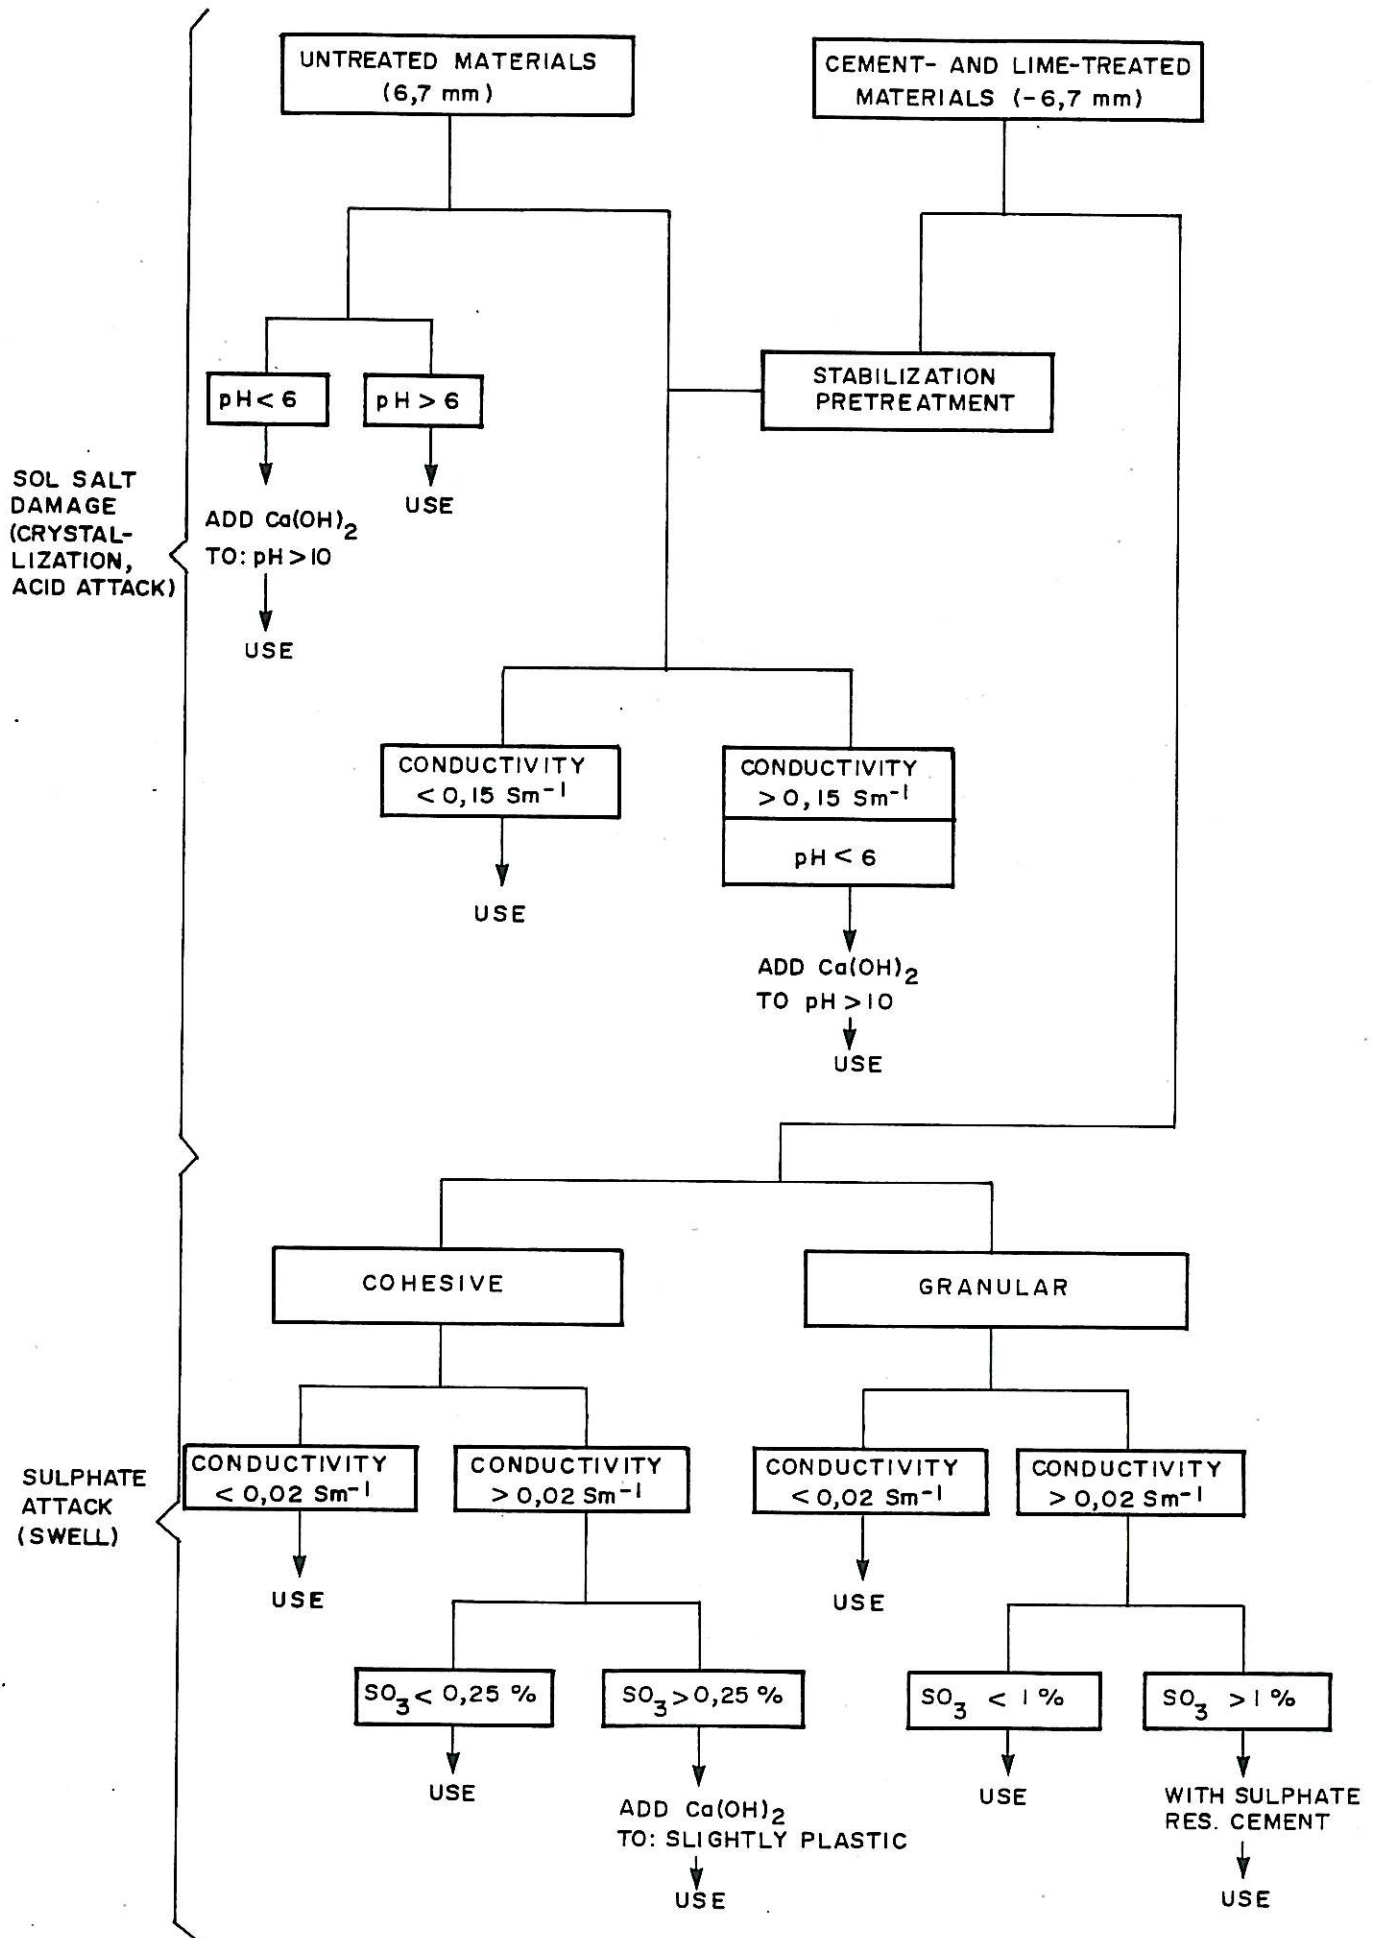 UNTREATED MATERIALS
(6,7 mm)
CEMENT- AND LIME-TREATED
MATERIALS (-6,7 mm)
STABILIZATION
PRETREATMENT
pH < 6
pH > 6
SOL SALT
DAMAGE
(CRYSTAL-
LIZATION,
ACID ATTACK)
ADD Ca(OH)2
TO: pH > 10
USE
USE
CONDUCTIVITY
< 0,15 Sm-1
CONDUCTIVITY
> 0,15 Sm-1
pH < 6
USE
ADD Ca(OH)2
TO pH > 10
USE
COHESIVE
GRANULAR
SULPHATE
ATTACK
(SWELL)
CONDUCTIVITY
< 0,02 Sm-1
CONDUCTIVITY
> 0,02 Sm-1
CONDUCTIVITY
< 0,02 Sm-1
CONDUCTIVITY
> 0,02 Sm-1
USE
USE
SO3 < 0,25 %
SO3 > 0,25 %
SO3 < 1 %
SO3 > 1 %
USE
ADD Ca(OH)2
TO: SLIGHTLY PLASTIC
USE
USE
WITH SULPHATE
RES. CEMENT
USE